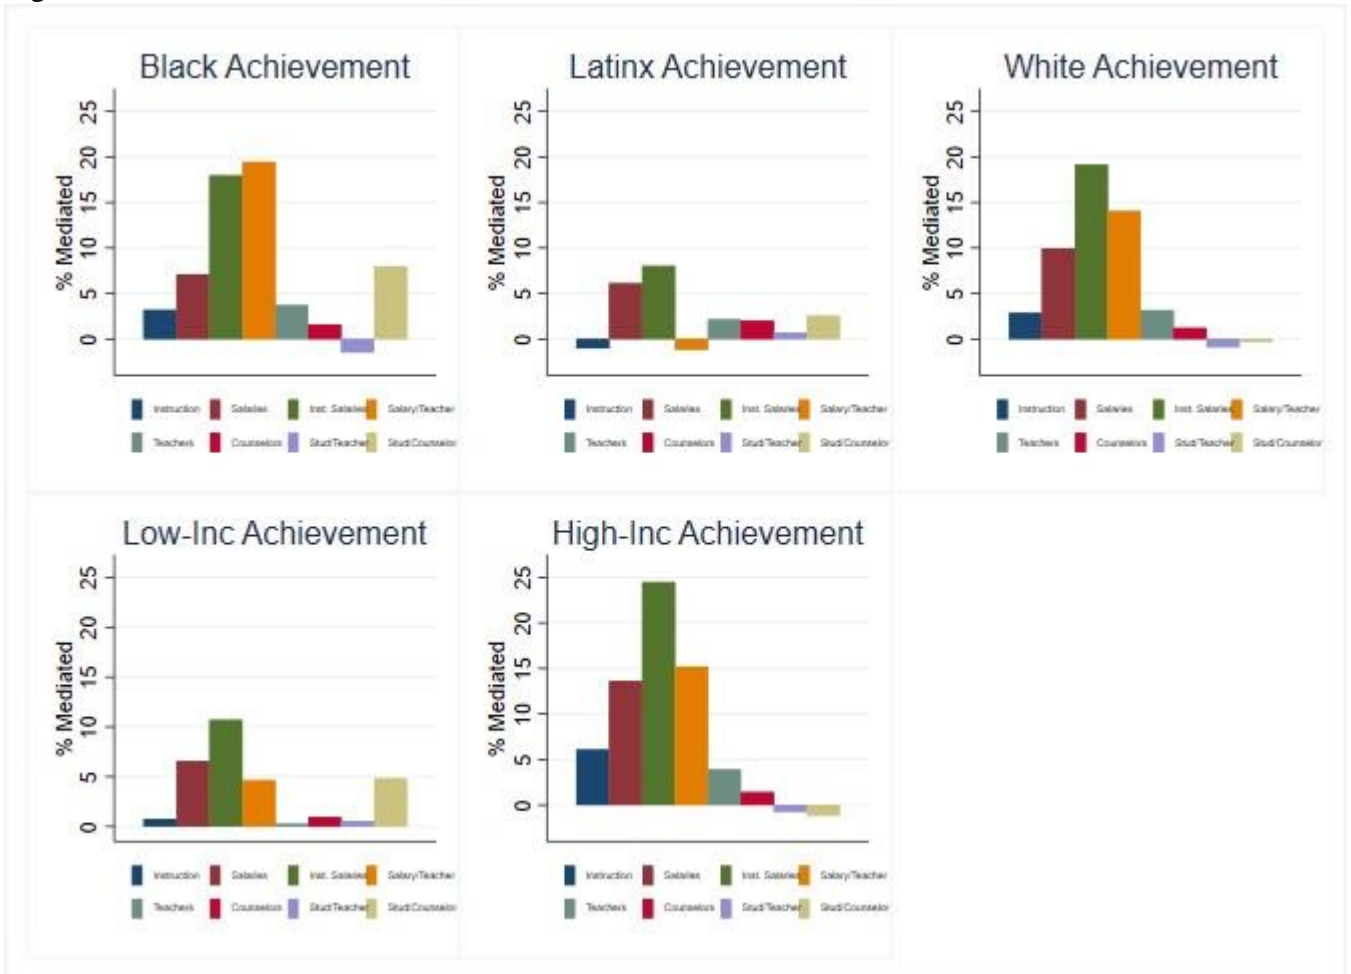 Black Achievement
% Mediated
25
20
15
10
5
0
Instruction Salaries Inst. Salaries Salary/Teacher
Teachers Counselors Stud/Teacher Stud/Counselor
Latinx Achievement
% Mediated
25
20
15
10
5
0
Instruction Salaries Inst. Salaries Salary/Teacher
Teachers Counselors Stud/Teacher Stud/Counselor
White Achievement
% Mediated
25
20
15
10
5
0
Instruction Salaries Inst. Salaries Salary/Teacher
Teachers Counselors Stud/Teacher Stud/Counselor
Low-Inc Achievement
% Mediated
25
20
15
10
5
0
Instruction Salaries Inst. Salaries Salary/Teacher
Teachers Counselors Stud/Teacher Stud/Counselor
High-Inc Achievement
% Mediated
25
20
15
10
5
0
Instruction Salaries Inst. Salaries Salary/Teacher
Teachers Counselors Stud/Teacher Stud/Counselor